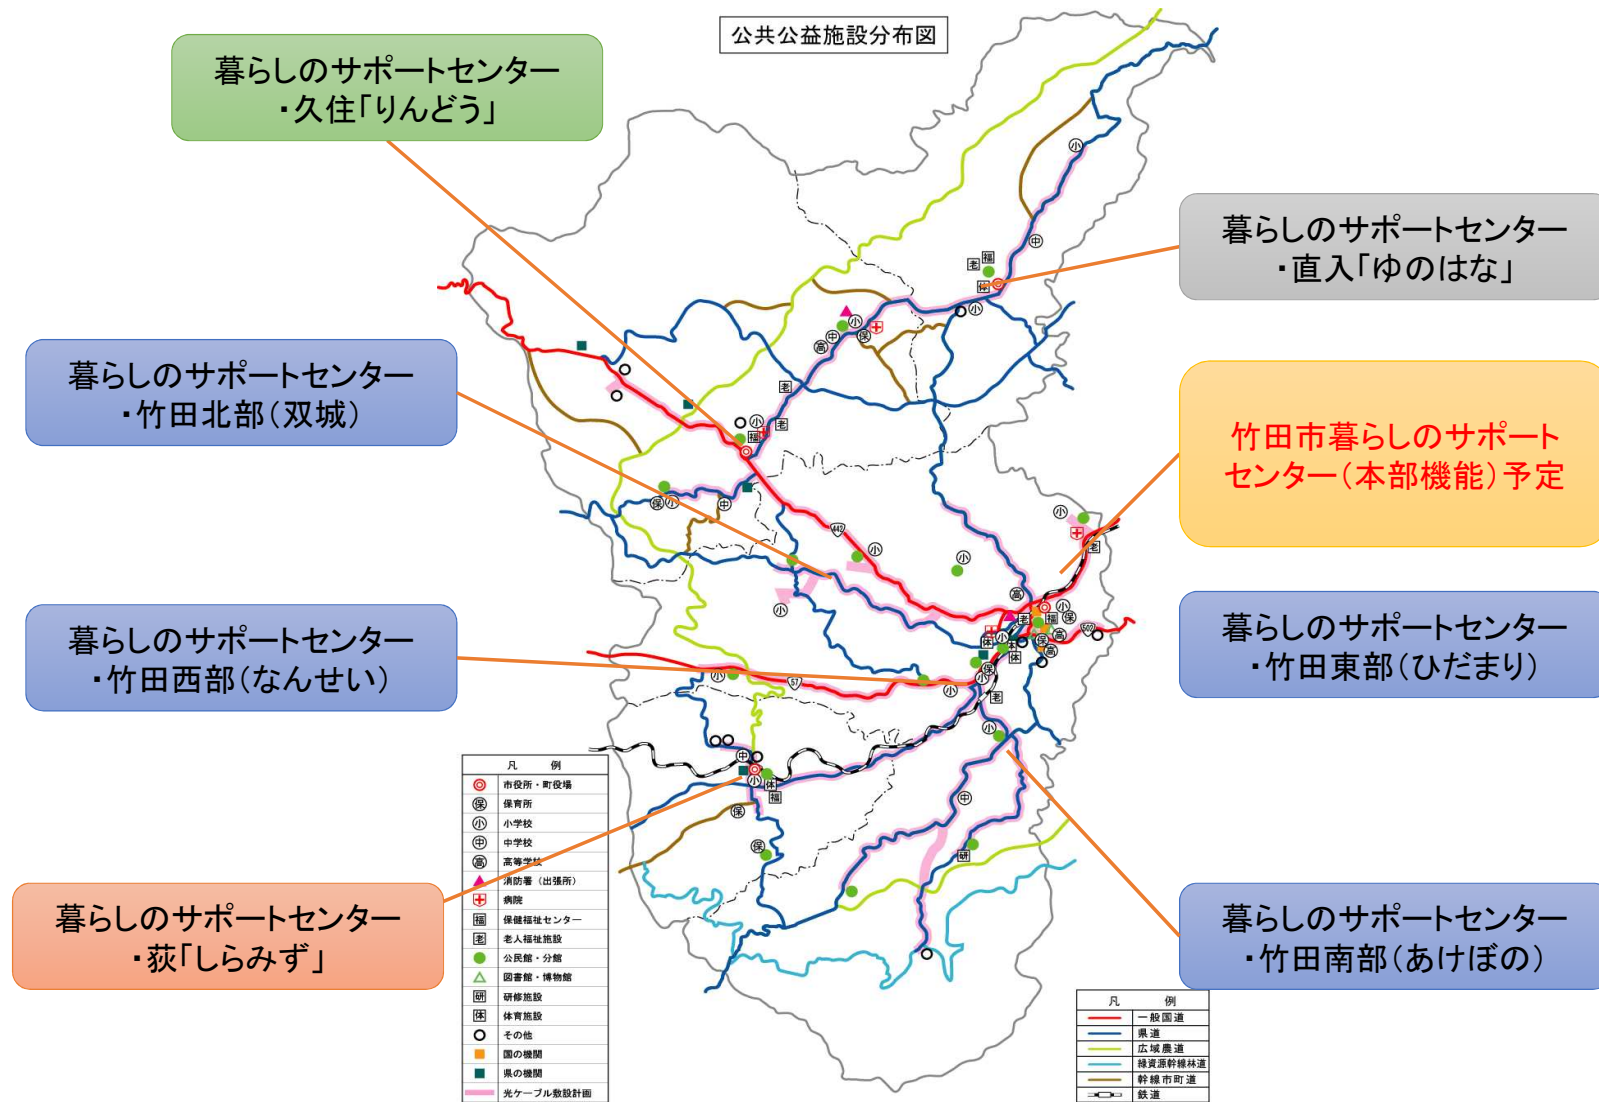 公共公益施設分布図
暮らしのサポートセンター
・久住「りんどう」
暮らしのサポートセンター
・直入「ゆのはな」
暮らしのサポートセンター
・竹田北部(双城)
竹田市暮らしのサポート
センター(本部機能)予定
暮らしのサポートセンター
・竹田西部(なんせい)
暮らしのサポートセンター
・竹田東部(ひだまり)
暮らしのサポートセンター
・荻「しらみず」
暮らしのサポートセンター
・竹田南部(あけぼの)
442
502
57
凡 例
市役所・町役場
保 保育所
小 小学校
中 中学校
高 高等学校
消防署(出張所)
病院
福 保健福祉センター
老 老人福祉施設
公民館・分館
図書館・博物館
研 研修施設
体 体育施設
その他
国の機関
県の機関
光ケーブル敷設計画
凡 例
一般国道
県道
広域農道
緑資源幹線林道
幹線市町道
鉄道